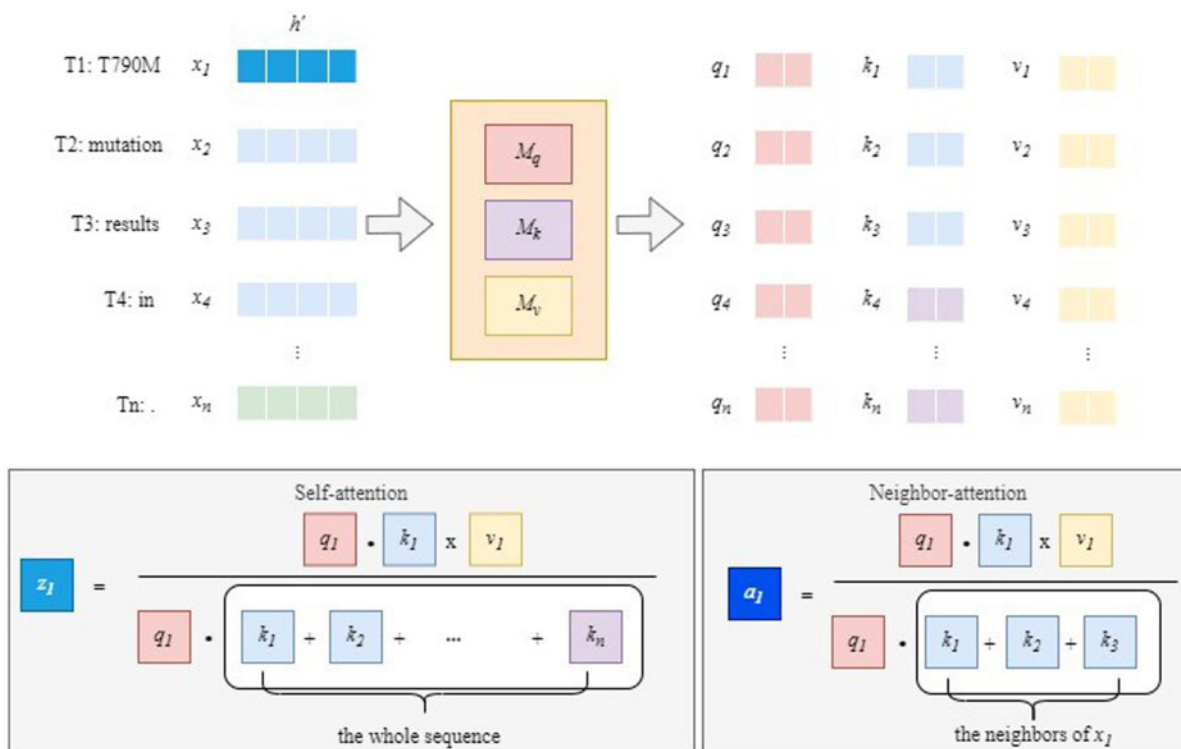 h'
T1: T790M x1 q1 k1 v1
T2: mutation x2 Mq q2 k2 v2
T3: results x3 Mk q3 k3 v3
T4: in x4 Mv q4 k4 v4
⋮ ⋮ ⋮ ⋮
Tn: . xn qn kn vn
Self-attention
q1 • k1 x v1
z1 =
q1 • k1 + k2 + ... + kn
the whole sequence
Neighbor-attention
q1 • k1 x v1
a1 =
q1 • k1 + k2 + k3
the neighbors of x1